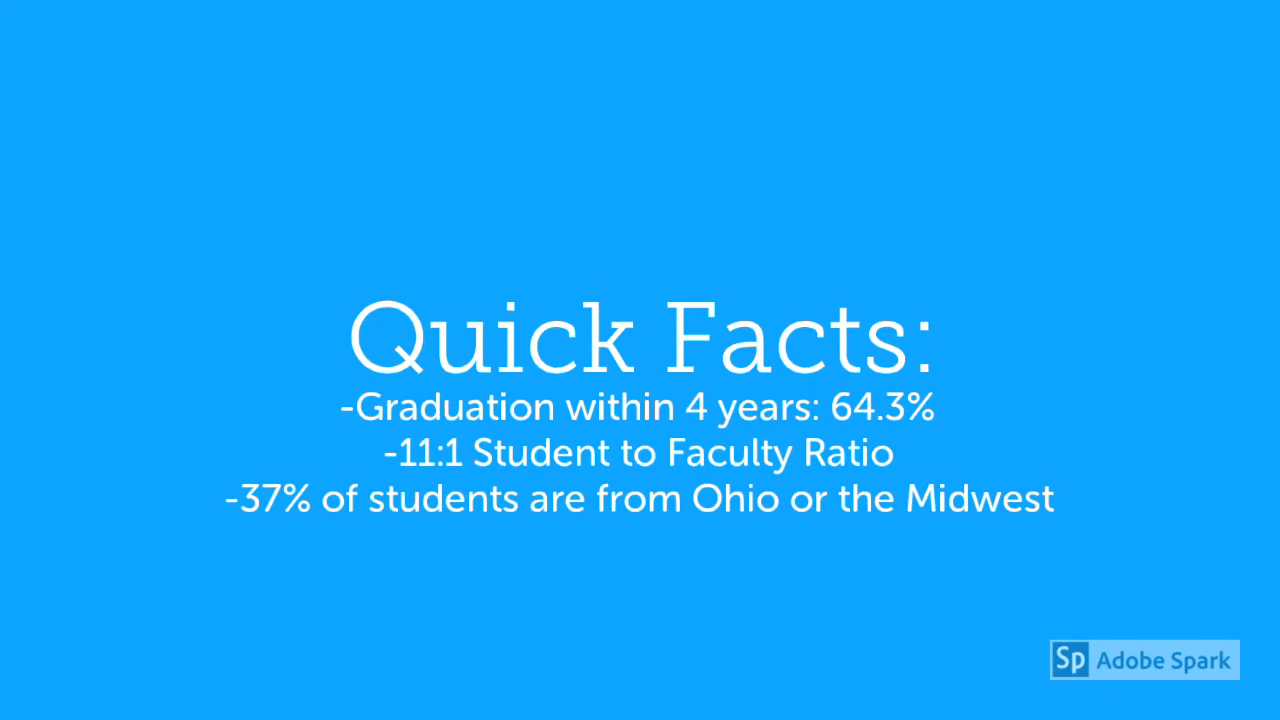 Quick Facts:
-Graduation within 4 years: 64.3%
-11:1 Student to Faculty Ratio
-37% of students are from Ohio or the Midwest
Sp Adobe Spark